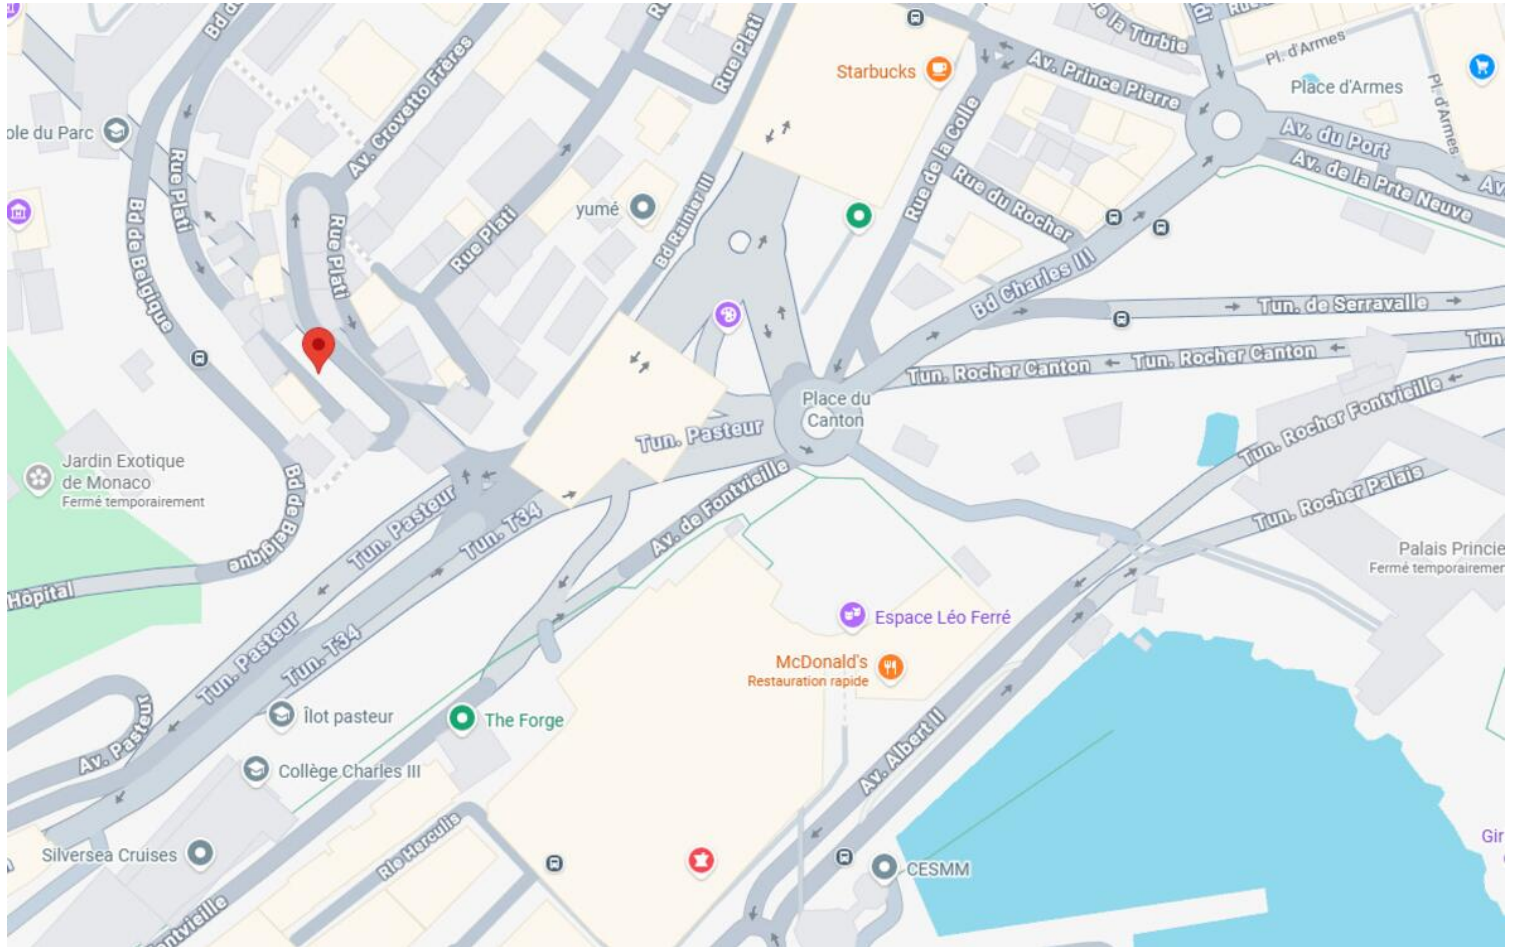 Bd de
Av. Crovetto Frères
Ru
Rue Plati
Starbucks
Av. Prince Pierre
e la Turbie
di
Rue
Pl. d'Armes
Place d'Armes
Pl. d'Armes
ole du Parc
Rue Plati
Bd de Belgique
Rue Plati
Rue Plati
yumé
Bd Rainier III
Rue de la Colle
Rue du Rocher
Av. du Port
Av. de la Prte Neuve
Av
Bd Charles III
Tun. de Serravalle
Tun. Rocher Canton
Tun. Rocher Canton
Tun.
Tun. Rocher Fontvieille
Place du
Canton
Tun. Pasteur
Jardin Exotique
de Monaco
Fermé temporairement
Bd de Belgique
Tun. Pasteur
Tun. T34
Av. de Fontvieille
Tun. Rocher Palais
Palais Princie
Fermé temporairemer
Hôpital
Tun. Pasteur
Tun. T34
Espace Léo Ferré
McDonald's
Restauration rapide
Av. Pasteur
Îlot pasteur
The Forge
Collège Charles III
Av. Albert II
Silversea Cruises
Rle Herculis
CESMM
Gir
ontvieille